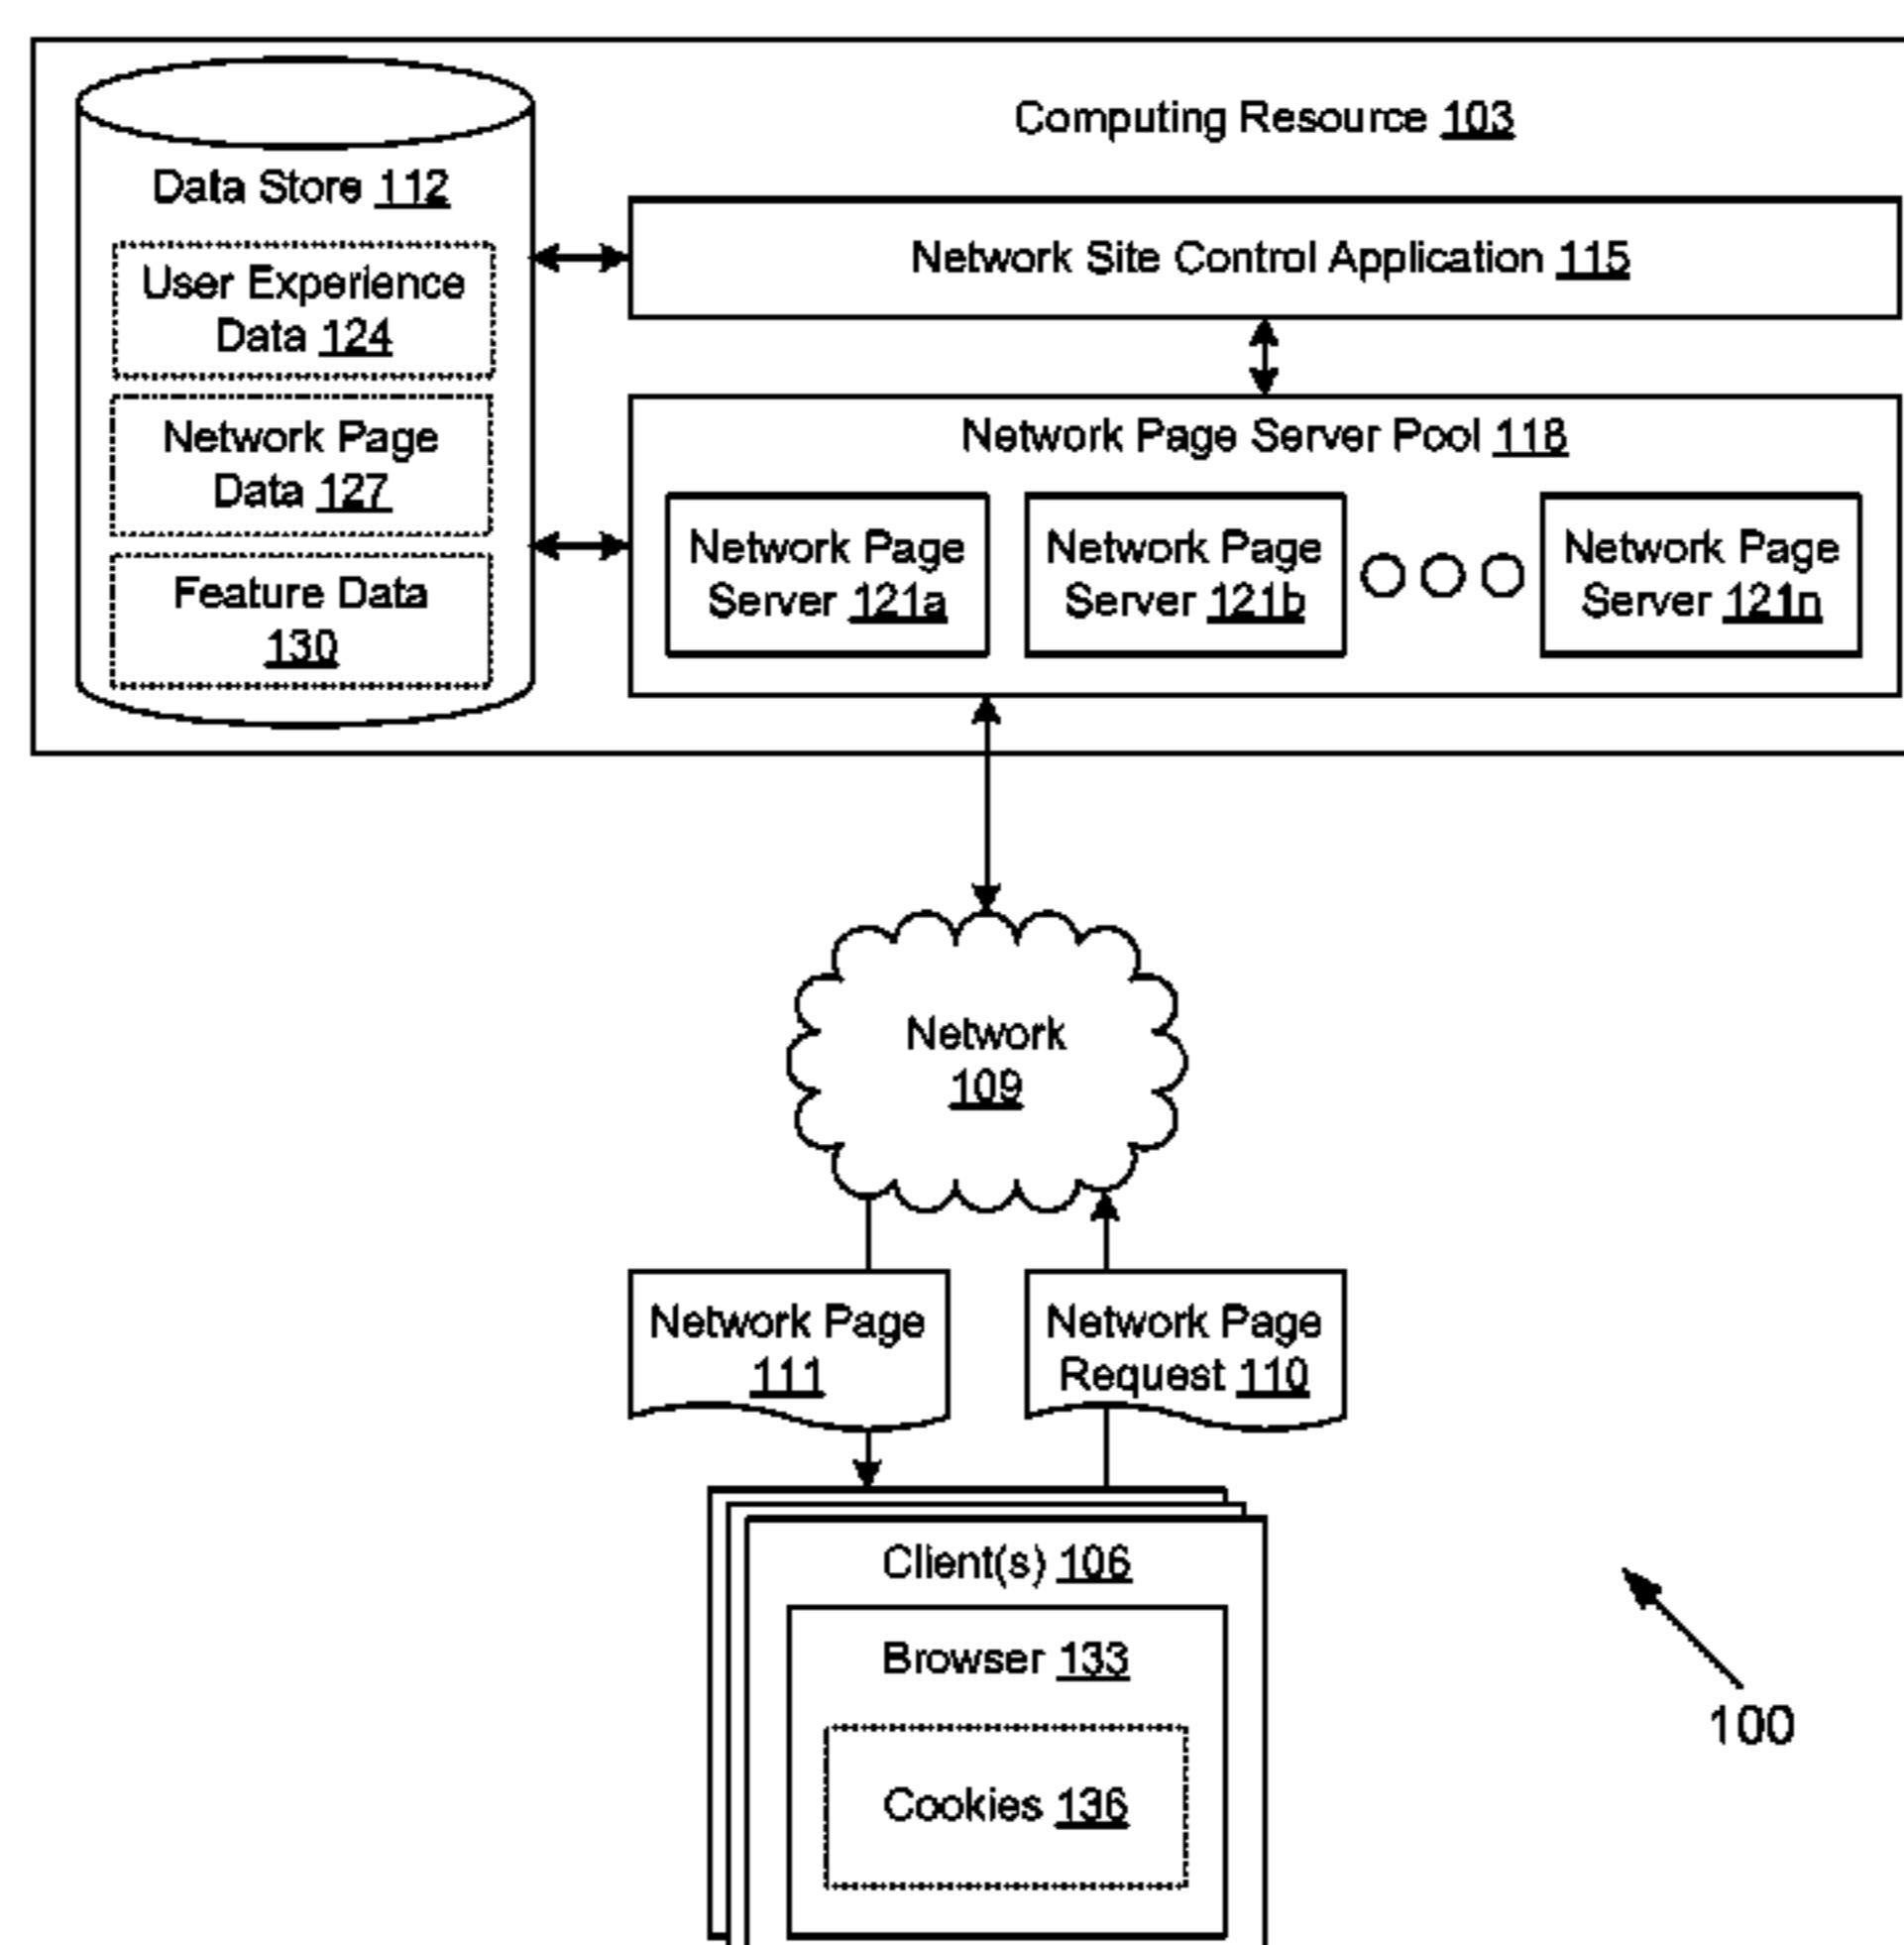 Computing Resource 103
Data Store 112
User Experience
Data 124
Network Page
Data 127
Feature Data
130
Network Site Control Application 115
Network Page Server Pool 118
Network Page
Server 121a
Network Page
Server 121b
Network Page
Server 121n
Network
109
Network Page
111
Network Page
Request 110
Client(s) 106
Browser 133
Cookies 136
100